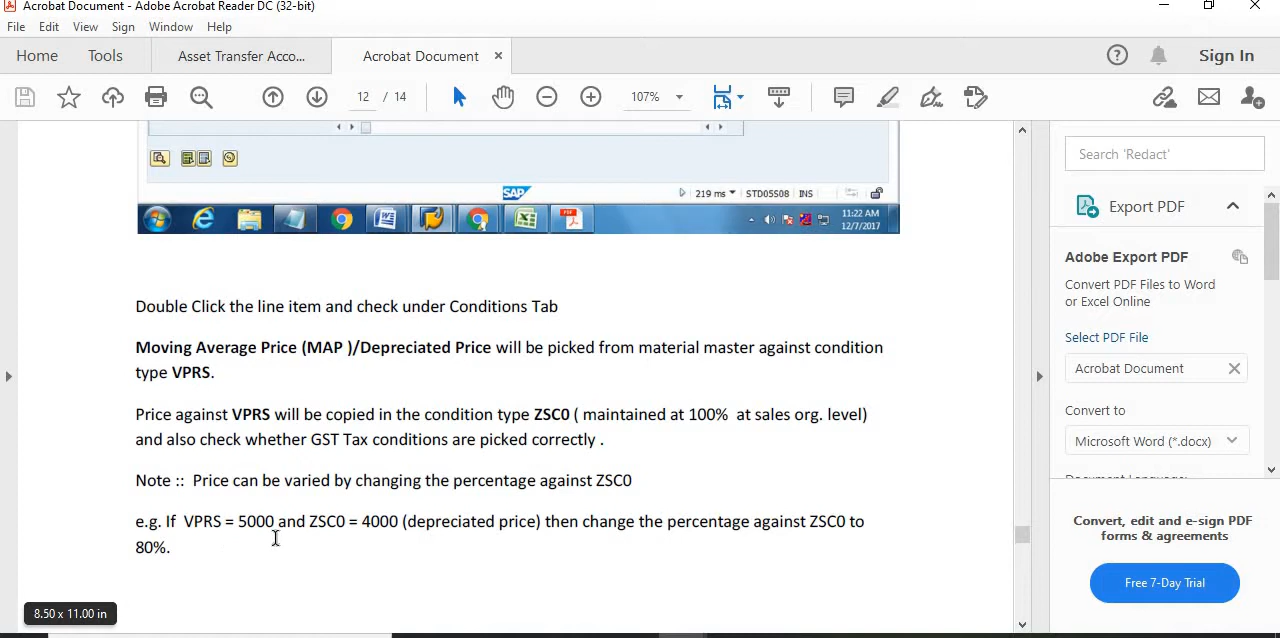 Acrobat Document - Adobe Acrobat Reader DC (32-bit)
File Edit View Sign Window Help
Home Tools Asset Transfer Acco... Acrobat Document × Sign In
12 / 14 107%
219 ms STD05S08 INS
SAP
11:22 AM
12/7/2017
Double Click the line item and check under Conditions Tab
Moving Average Price (MAP )/Depreciated Price will be picked from material master against condition
type VPRS.
Price against VPRS will be copied in the condition type ZSC0 ( maintained at 100% at sales org. level)
and also check whether GST Tax conditions are picked correctly .
Note :: Price can be varied by changing the percentage against ZSC0
e.g. If VPRS = 5000 and ZSC0 = 4000 (depreciated price) then change the percentage against ZSC0 to
80%.
8.50 x 11.00 in
Search 'Redact'
Export PDF
Adobe Export PDF
Convert PDF Files to Word
or Excel Online
Select PDF File
Acrobat Document
Convert to
Microsoft Word (*.docx)
Document Language:
Convert, edit and e-sign PDF
forms & agreements
Free 7-Day Trial